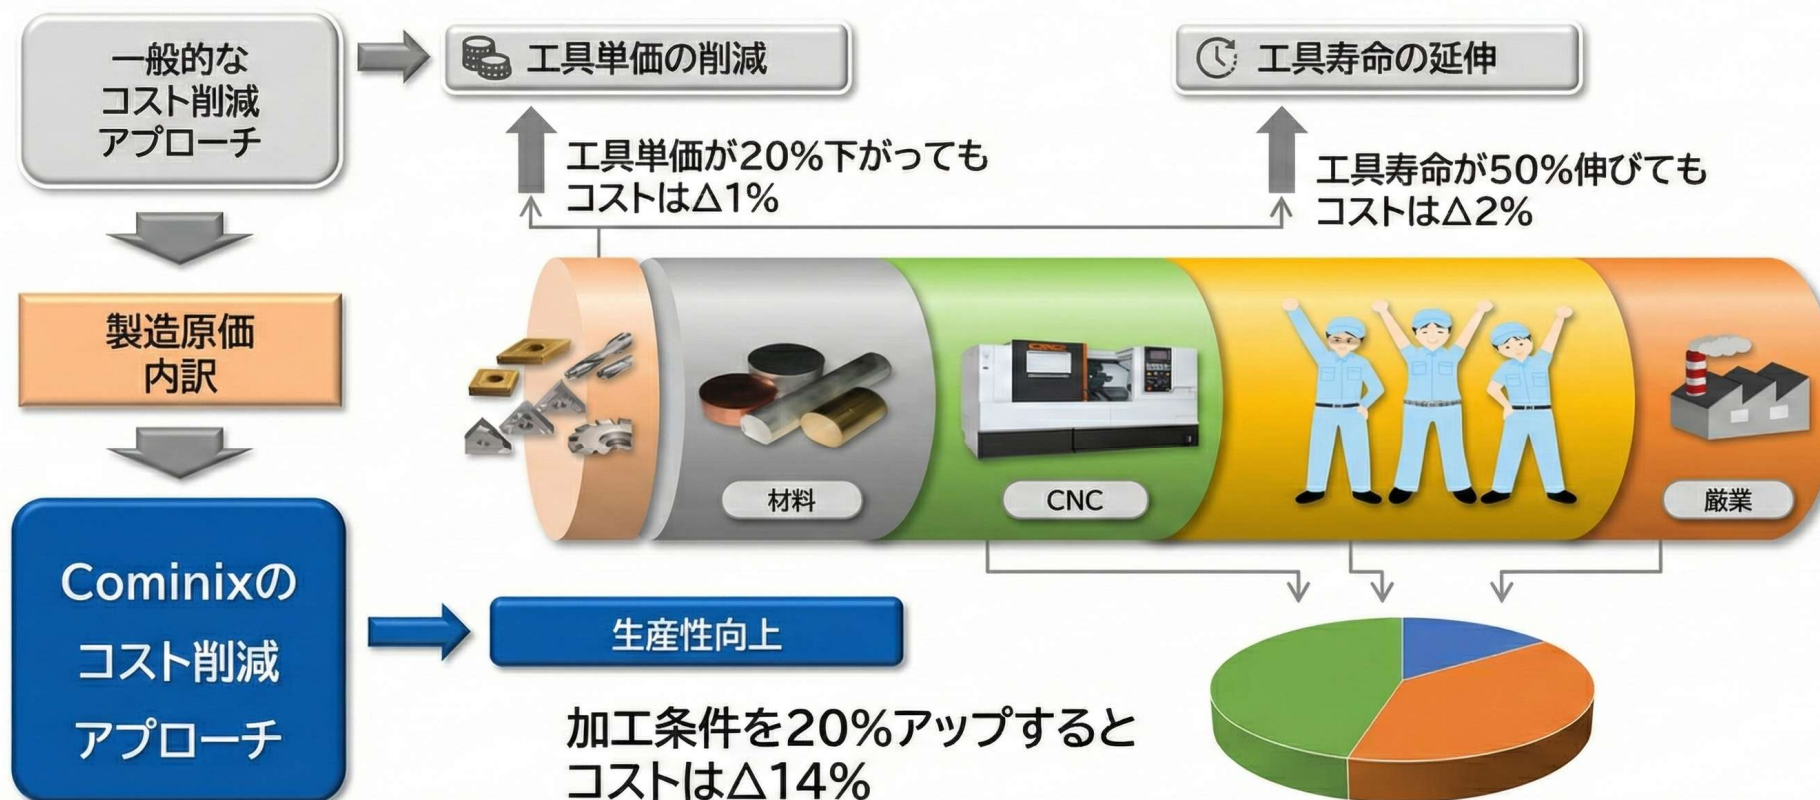 一般的な
コスト削減
アプローチ
工具単価の削減
工具寿命の延伸
工具単価が20%下がっても
コストは△1%
工具寿命が50%伸びても
コストは△2%
製造原価
内訳
材料
CNC
厳業
Cominixの
コスト削減
アプローチ
生産性向上
加工条件を20%アップすると
コストは△14%